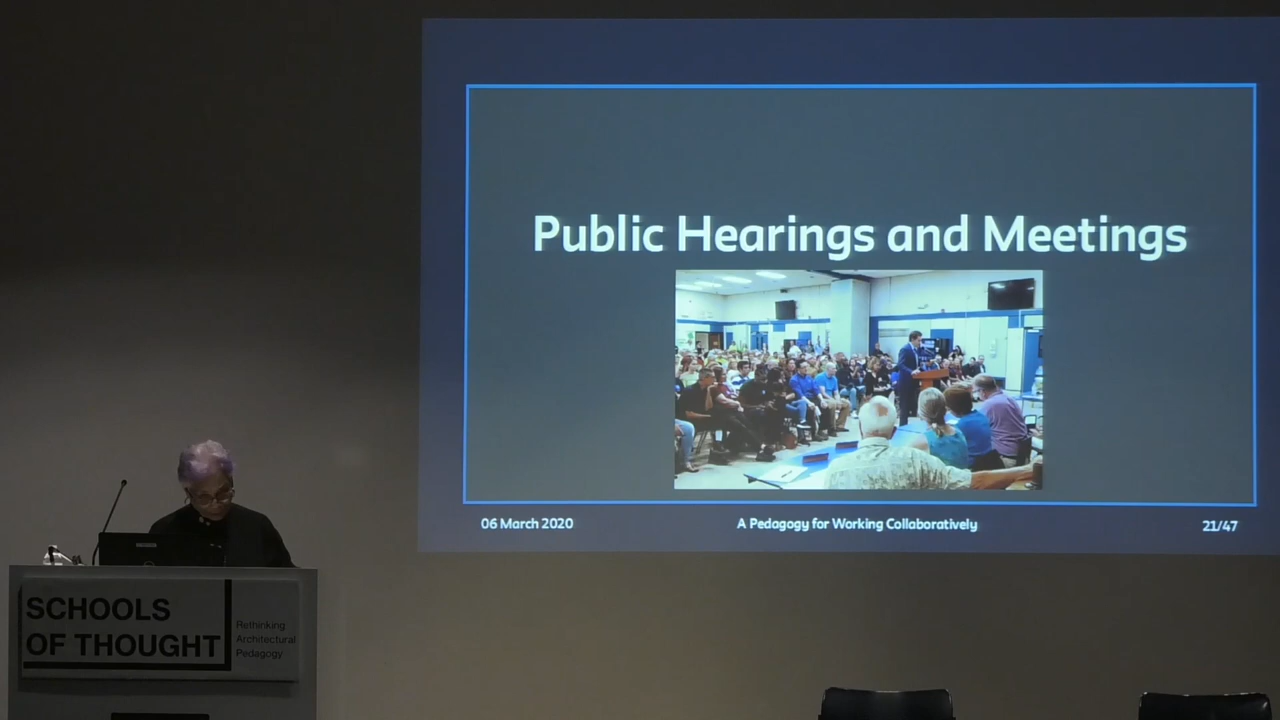 Public Hearings and Meetings
06 March 2020
A Pedagogy for Working Collaboratively
21/47
SCHOOLS
OF THOUGHT
Rethinking
Architectural
Pedagogy